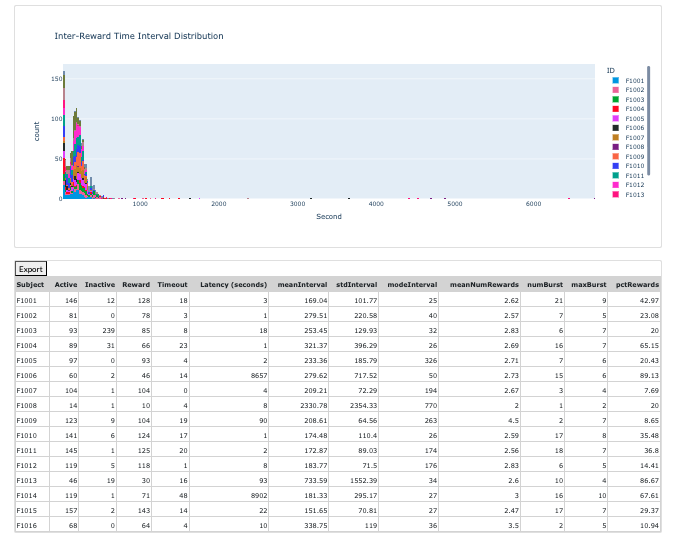 Inter-Reward Time Interval Distribution
ID
F1001
F1002
F1003
F1004
F1005
F1006
F1007
F1008
F1009
F1010
F1011
F1012
F1013
150
100
50
0
count
1000 2000 3000 4000 5000 6000
Second
Export
Subject Active Inactive Reward Timeout Latency (seconds) meanInterval stdInterval modeInterval meanNumRewards numBurst maxBurst pctRewards
F1001 146 12 128 18 3 169.04 101.77 25 2.62 21 9 42.97
F1002 81 0 78 3 1 279.51 220.58 40 2.57 7 5 23.08
F1003 93 239 85 8 18 253.45 129.93 32 2.83 6 7 20
F1004 89 31 66 23 1 321.37 396.29 26 2.69 16 7 65.15
F1005 97 0 93 4 2 233.36 185.79 326 2.71 7 6 20.43
F1006 60 2 46 14 8657 279.62 717.52 50 2.73 15 6 89.13
F1007 104 1 104 0 4 209.21 72.29 194 2.67 3 4 7.69
F1008 14 1 10 4 8 2330.78 2354.33 770 2 1 2 20
F1009 123 9 104 19 90 208.61 64.56 263 4.5 2 7 8.65
F1010 141 6 124 17 1 174.48 110.4 26 2.59 17 8 35.48
F1011 145 1 125 20 2 172.87 89.03 174 2.56 18 7 36.8
F1012 119 5 118 1 8 183.77 71.5 176 2.83 6 5 14.41
F1013 46 19 30 16 93 733.59 1552.39 34 2.6 10 4 86.67
F1014 119 1 71 48 8902 181.33 295.17 27 3 16 10 67.61
F1015 157 2 143 14 22 151.65 70.81 27 2.47 17 7 29.37
F1016 68 0 64 4 10 338.75 119 36 3.5 2 5 10.94